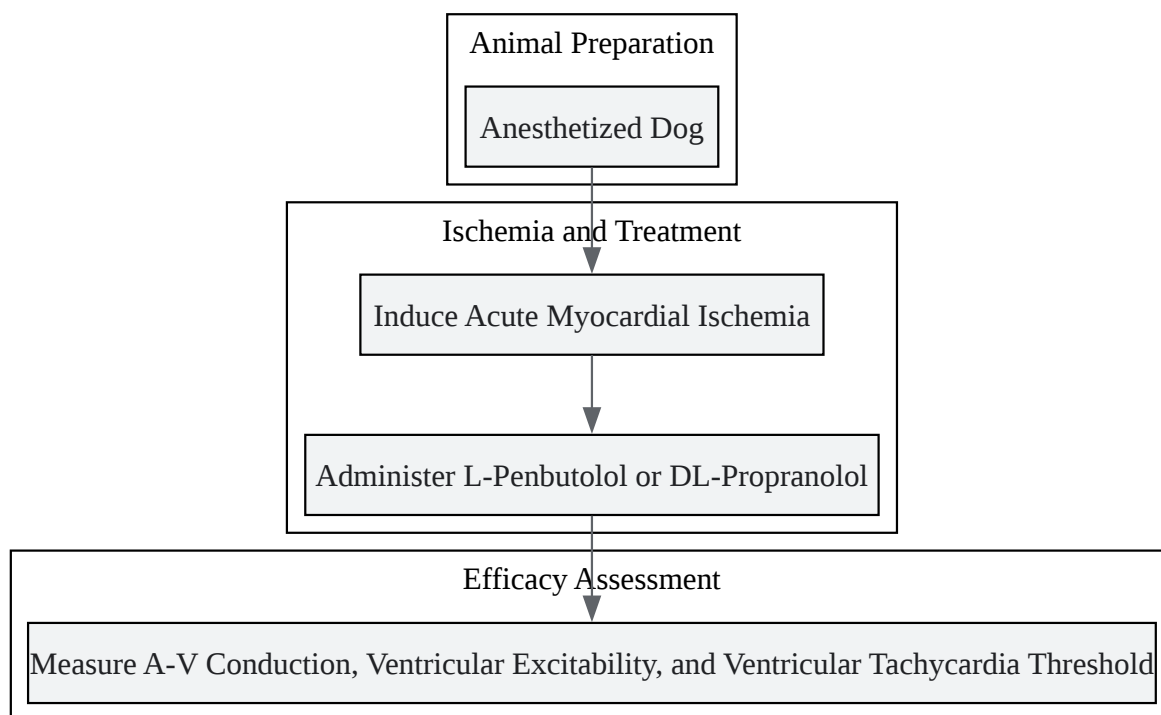 Animal Preparation
Anesthetized Dog
Ischemia and Treatment
Induce Acute Myocardial Ischemia
Administer L-Penbutolol or DL-Propranolol
Efficacy Assessment
Measure A-V Conduction, Ventricular Excitability, and Ventricular Tachycardia Threshold